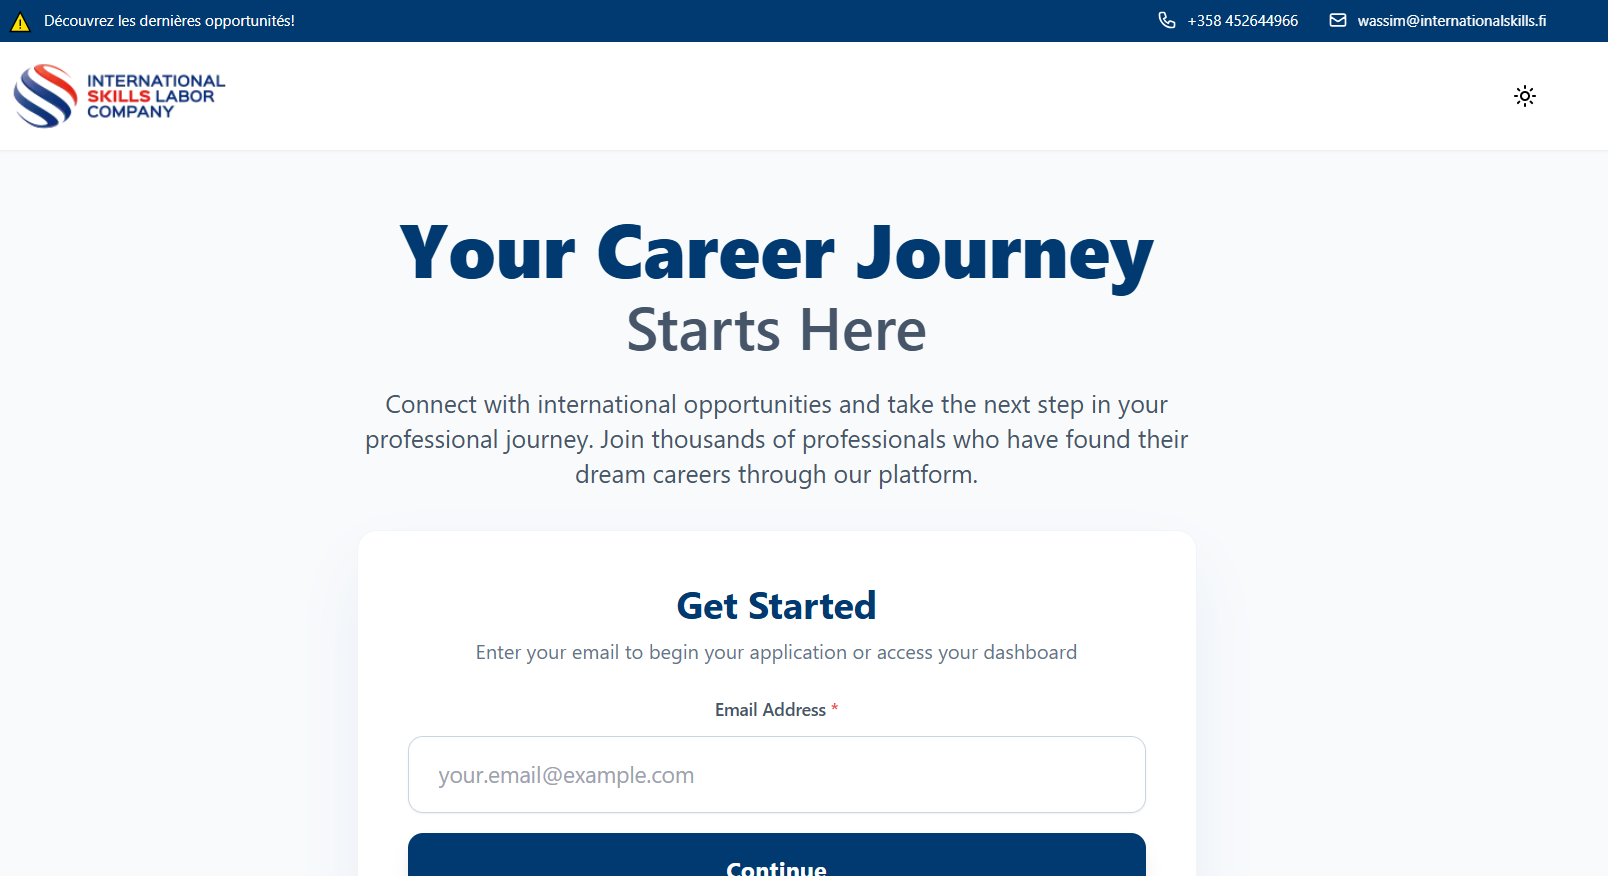 Découvrez les dernières opportunités!
+358 452644966
wassim@internationalskills.fi
INTERNATIONAL
SKILLS LABOR
COMPANY
Your Career Journey
Starts Here
Connect with international opportunities and take the next step in your
professional journey. Join thousands of professionals who have found their
dream careers through our platform.
Get Started
Enter your email to begin your application or access your dashboard
Email Address *
your.email@example.com
Continue